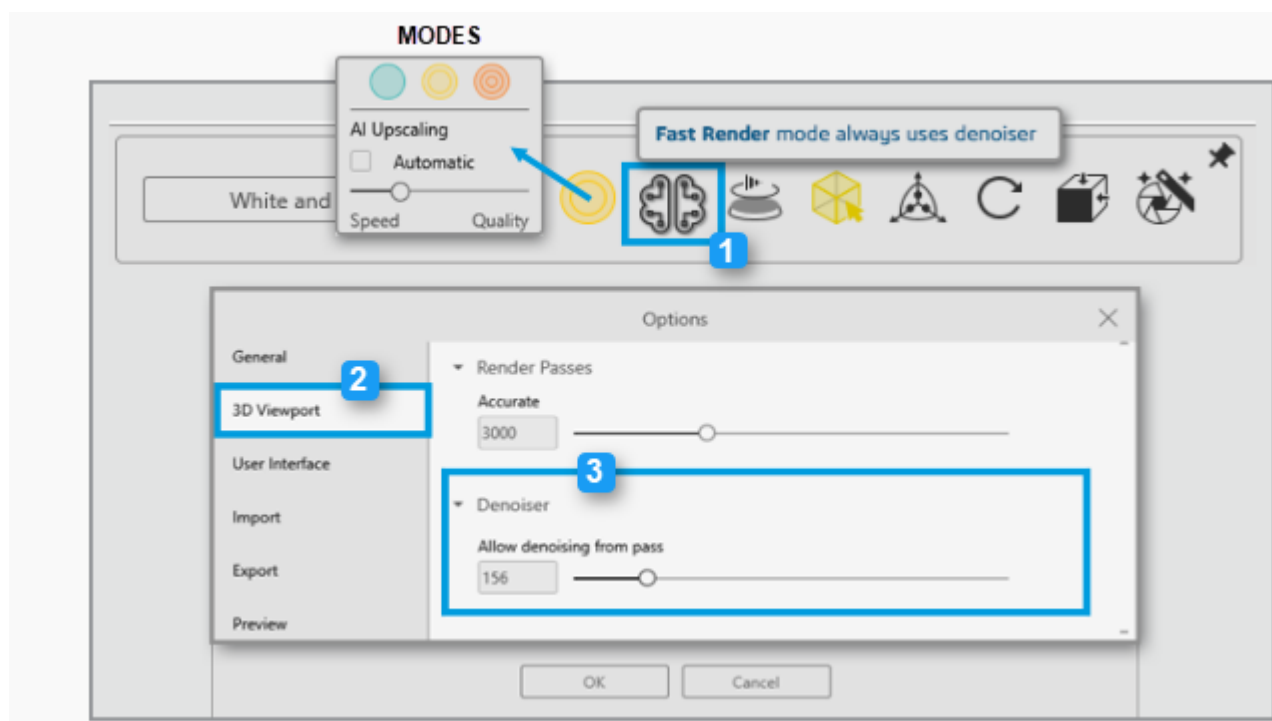 MODES
AI Upscaling
Automatic
Speed Quality
Fast Render mode always uses denoiser
White and
1
Options
General
2
3D Viewport
User Interface
Import
Export
Preview
Render Passes
Accurate
3000
3
Denoiser
Allow denoising from pass
156
OK Cancel